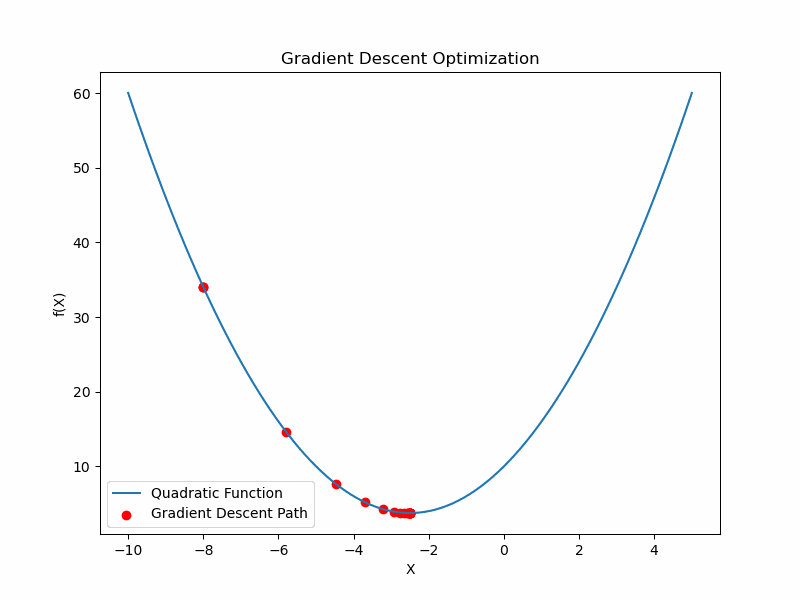 Gradient Descent Optimization
60
50
40
30
20
10
f(X)
Quadratic Function
Gradient Descent Path
−10 −8 −6 −4 −2 0 2 4
X